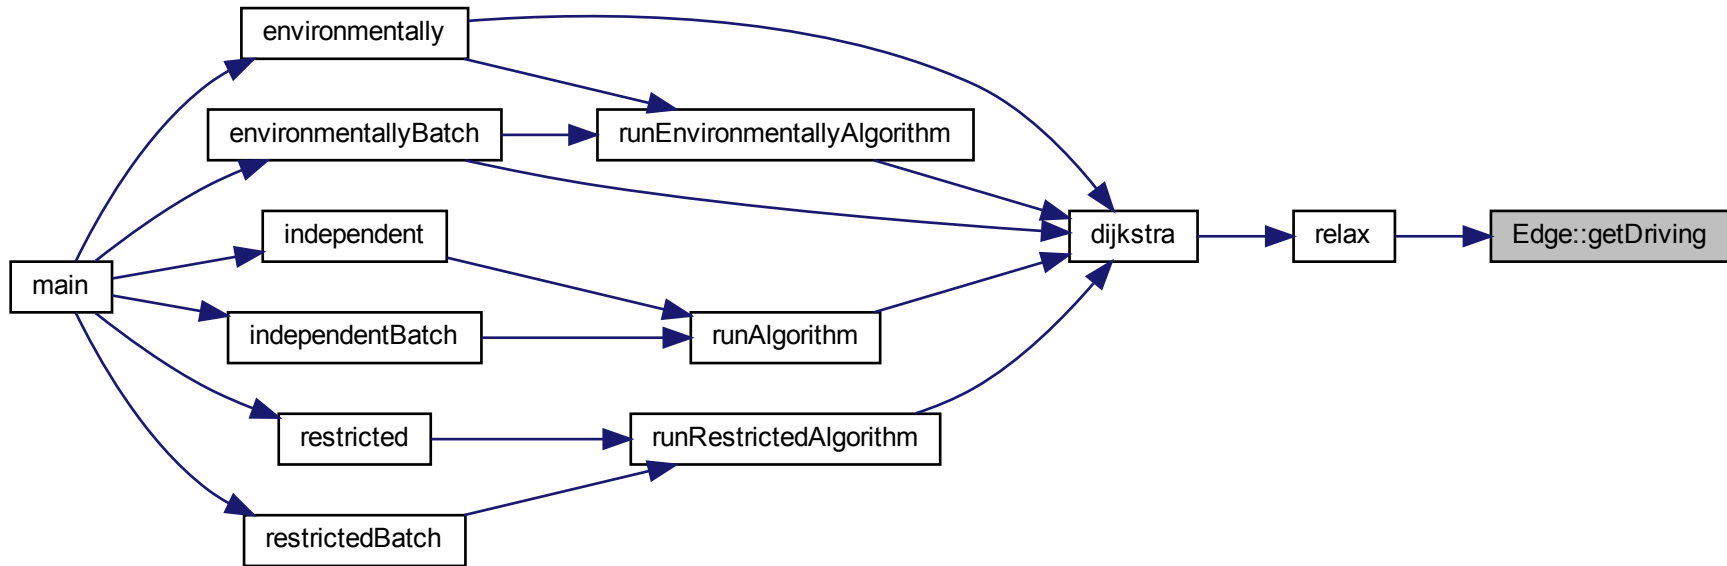 environmentally
environmentallyBatch
runEnvironmentallyAlgorithm
independent
dijkstra
relax
Edge::getDriving
main
independentBatch
runAlgorithm
restricted
runRestrictedAlgorithm
restrictedBatch